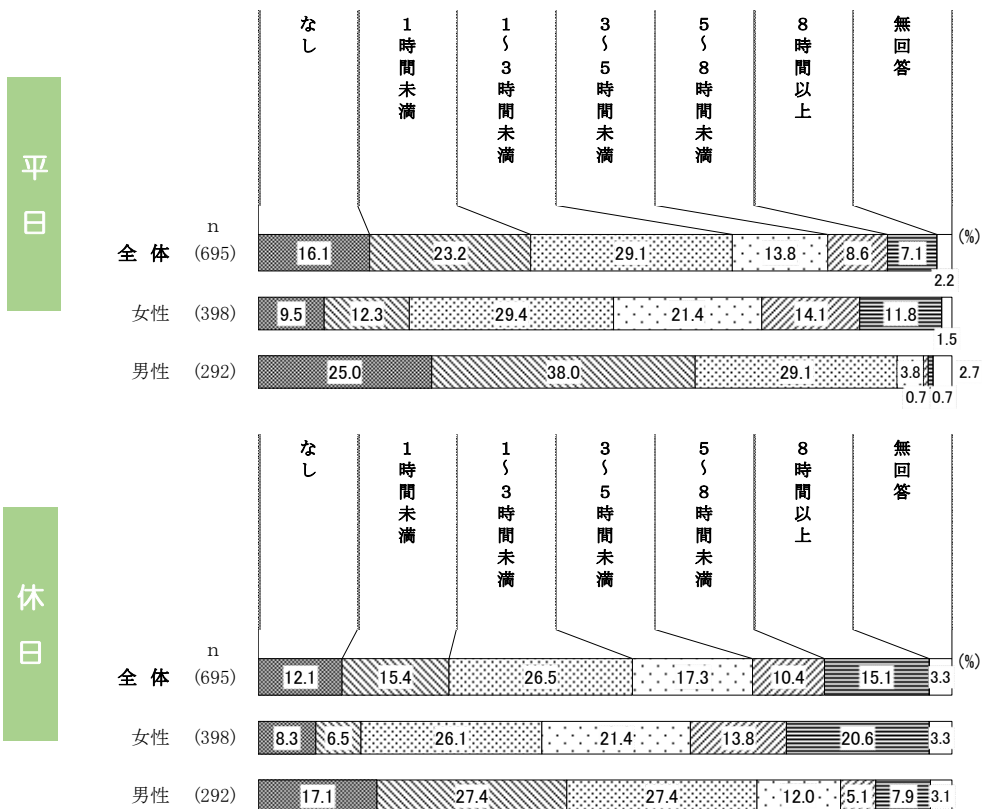 平日
なし
1時間未満
1～3時間未満
3～5時間未満
5～8時間未満
8時間以上
無回答
n
(%)
全 体 (695) 16.1 23.2 29.1 13.8 8.6 7.1 2.2
女性 (398) 9.5 12.3 29.4 21.4 14.1 11.8 1.5
男性 (292) 25.0 38.0 29.1 3.8 0.7 0.7 2.7
休日
なし
1時間未満
1～3時間未満
3～5時間未満
5～8時間未満
8時間以上
無回答
n
(%)
全 体 (695) 12.1 15.4 26.5 17.3 10.4 15.1 3.3
女性 (398) 8.3 6.5 26.1 21.4 13.8 20.6 3.3
男性 (292) 17.1 27.4 27.4 12.0 5.1 7.9 3.1